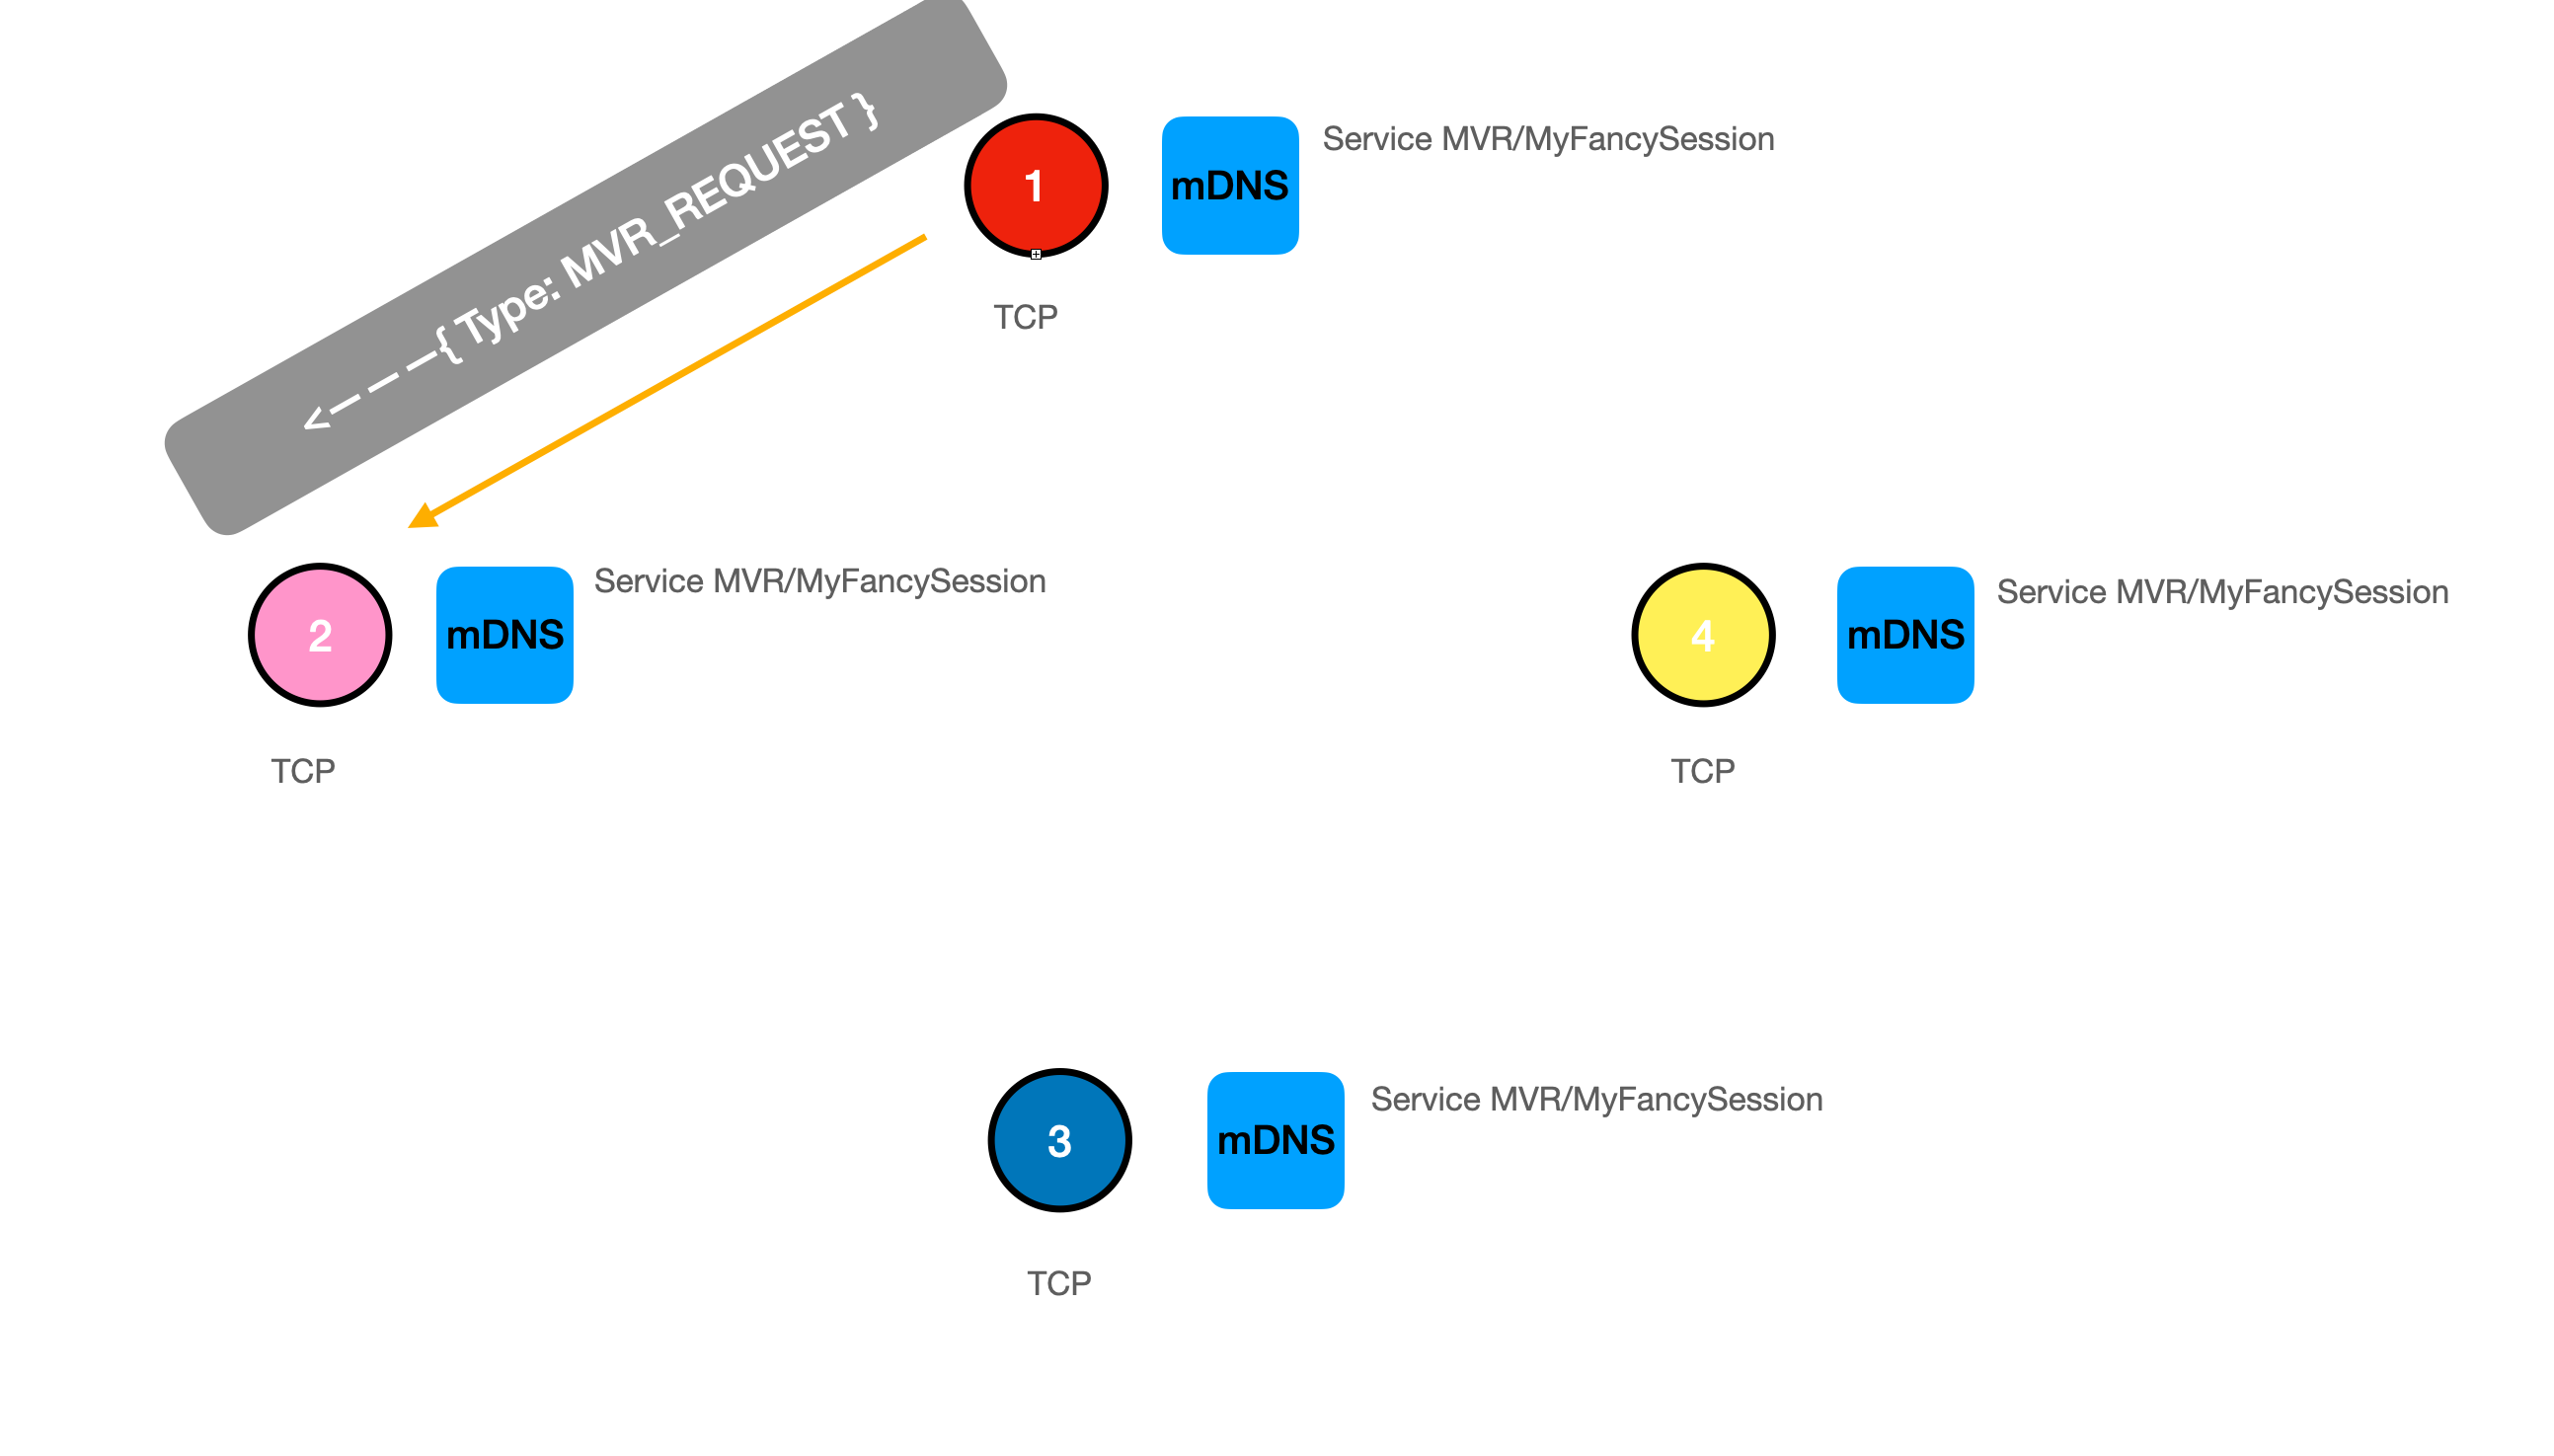 <————{ Type: MVR_REQUEST }
1
mDNS
Service MVR/MyFancySession
TCP
2
mDNS
Service MVR/MyFancySession
TCP
4
mDNS
Service MVR/MyFancySession
TCP
3
mDNS
Service MVR/MyFancySession
TCP